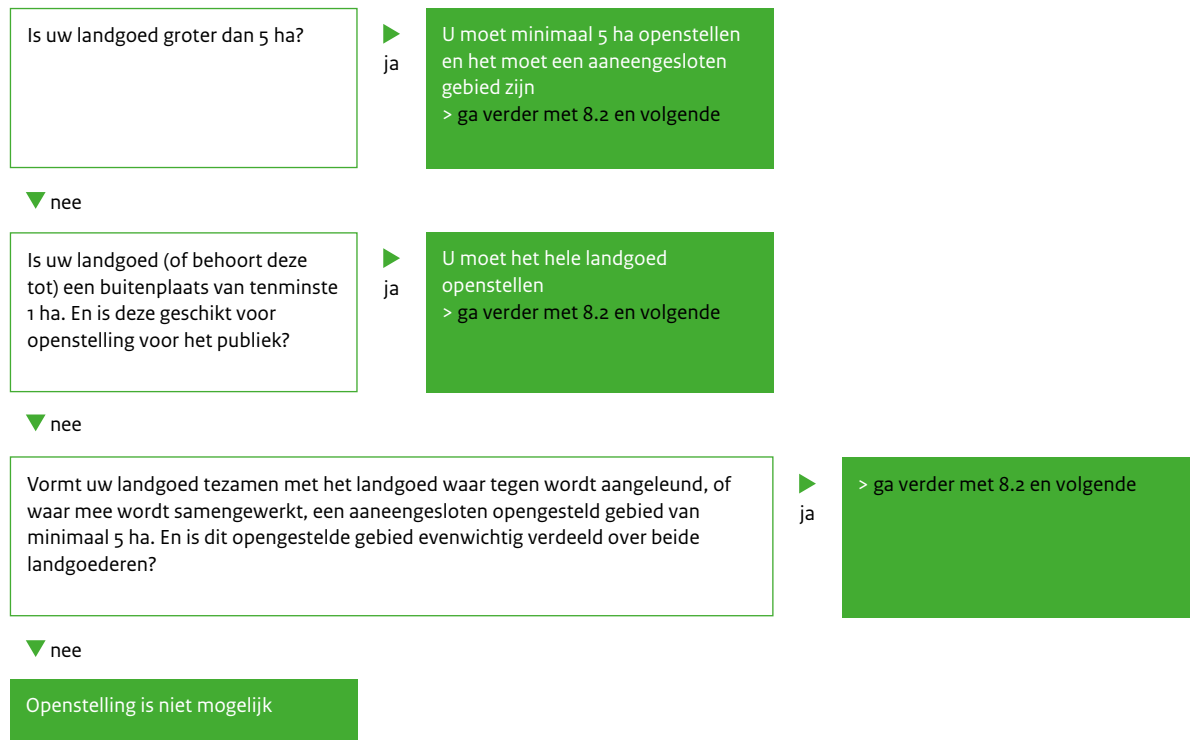 Is uw landgoed groter dan 5 ha?
ja
U moet minimaal 5 ha openstellen
en het moet een aaneengesloten
gebied zijn
> ga verder met 8.2 en volgende
nee
Is uw landgoed (of behoort deze
tot) een buitenplaats van tenminste
1 ha. En is deze geschikt voor
openstelling voor het publiek?
ja
U moet het hele landgoed
openstellen
> ga verder met 8.2 en volgende
nee
Vormt uw landgoed tezamen met het landgoed waar tegen wordt aangeleund, of
waar mee wordt samengewerkt, een aaneengesloten opengesteld gebied van
minimaal 5 ha. En is dit opengestelde gebied evenwichtig verdeeld over beide
landgoederen?
ja
> ga verder met 8.2 en volgende
nee
Openstelling is niet mogelijk